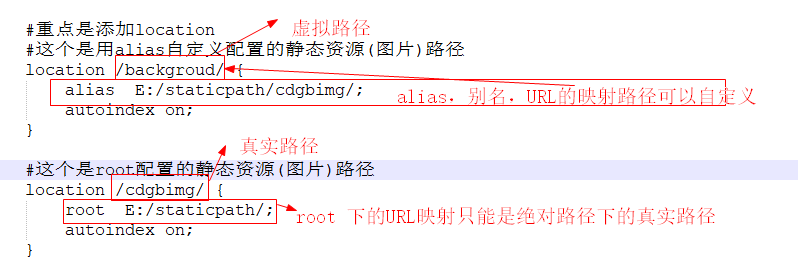 #重点是添加location
虚拟路径
#这个是用alias自定义配置的静态资源(图片)路径
location /backgroud/ {
alias E:/staticpath/cdgbimg/;
alias，别名，URL的映射路径可以自定义
autoindex on;
}
真实路径
#这个是root配置的静态资源(图片)路径
location /cdgbimg/ {
root E:/staticpath/;
root 下的URL映射只能是绝对路径下的真实路径
autoindex on;
}